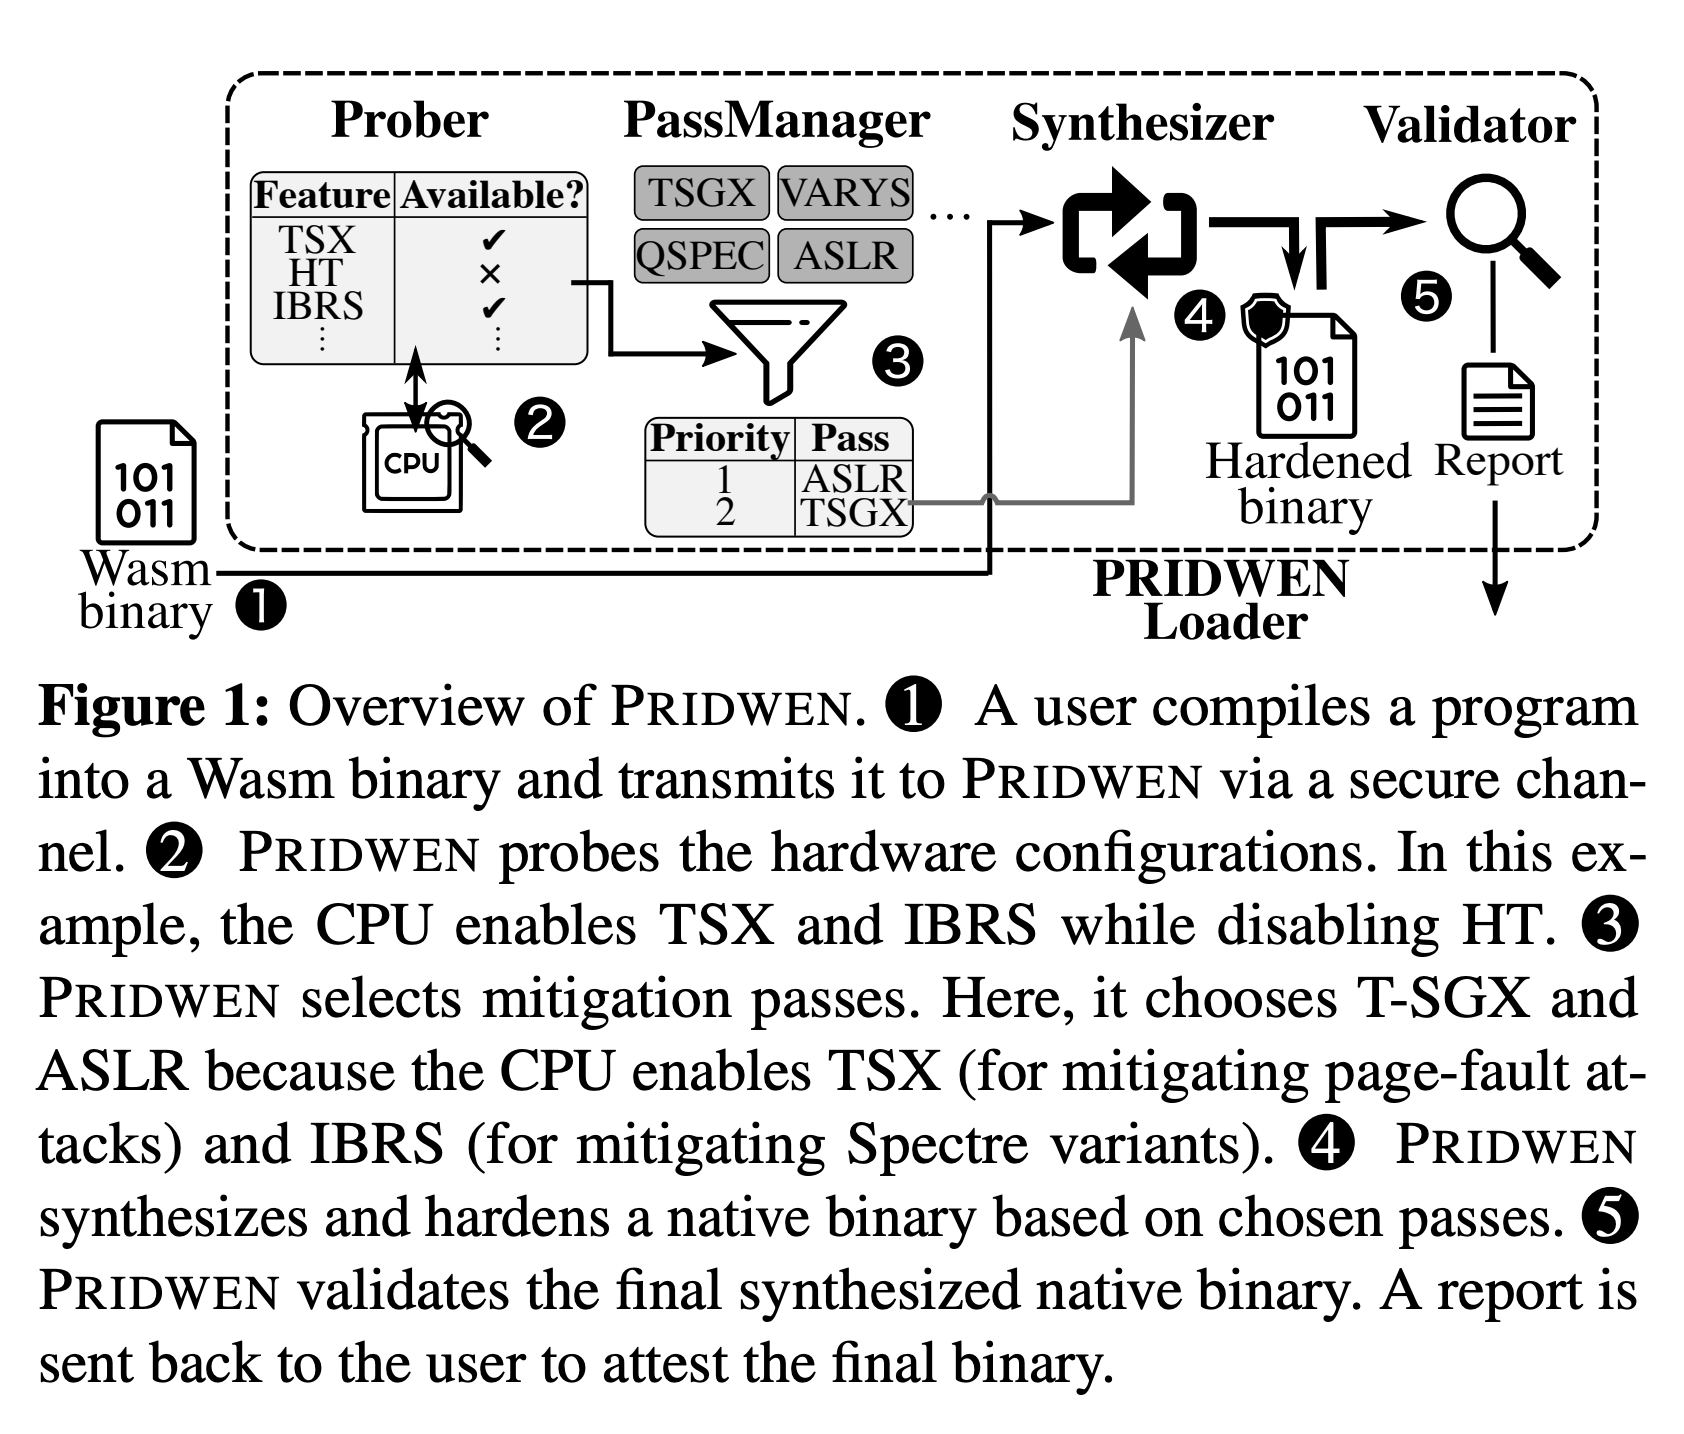 Prober
PassManager
Synthesizer
Validator
Feature Available?
TSX ✔
HT ×
IBRS ✔
⋮ ⋮
TSGX VARYS
QSPEC ASLR
...
❷
CPU
❸
Priority Pass
1 ASLR
2 TSGX
❹
101
011
Hardened
binary
❺
Report
101
011
Wasm
binary
❶
PRIDWEN
Loader
Figure 1: Overview of PRIDWEN. ❶ A user compiles a program
into a Wasm binary and transmits it to PRIDWEN via a secure chan-
nel. ❷ PRIDWEN probes the hardware configurations. In this ex-
ample, the CPU enables TSX and IBRS while disabling HT. ❸
PRIDWEN selects mitigation passes. Here, it chooses T-SGX and
ASLR because the CPU enables TSX (for mitigating page-fault at-
tacks) and IBRS (for mitigating Spectre variants). ❹ PRIDWEN
synthesizes and hardens a native binary based on chosen passes. ❺
PRIDWEN validates the final synthesized native binary. A report is
sent back to the user to attest the final binary.